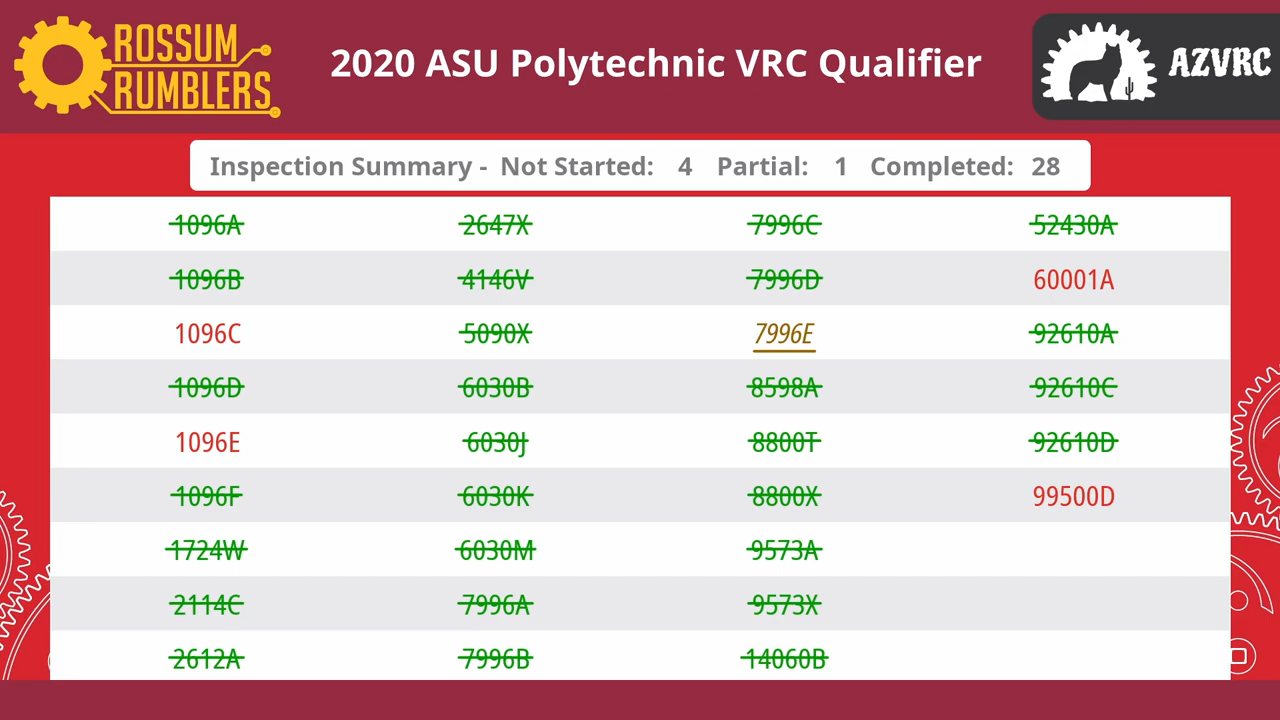 ROSSUM
RUMBLERS
2020 ASU Polytechnic VRC Qualifier
AZVRC
Inspection Summary - Not Started: 4 Partial: 1 Completed: 28
1096A 2647X 7996C 52430A
1096B 4146V 7996D 60001A
1096C 5090X 7996E 92610A
1096D 6030B 8598A 92610C
1096E 6030J 8800T 92610D
1096F 6030K 8800X 99500D
1724W 6030M 9573A
2114C 7996A 9573X
2612A 7996B 14060B